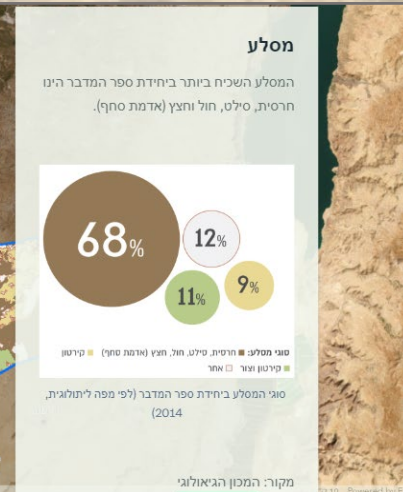 מסלע
המסלע השכיח ביותר ביחידת ספר המדבר הינו
חרסית, סילט, חול וחצץ (אדמת סחף).
68%
12%
9%
11%
סוגי מסלע: חרסית, סילט, חול, חצץ (אדמת סחף) קירטון
קירטון וצור אחר
סוגי המסלע ביחידת ספר המדבר (לפי מפה ליתולוגית,
2014)
מקור: המכון הגיאולוגי
Powered by